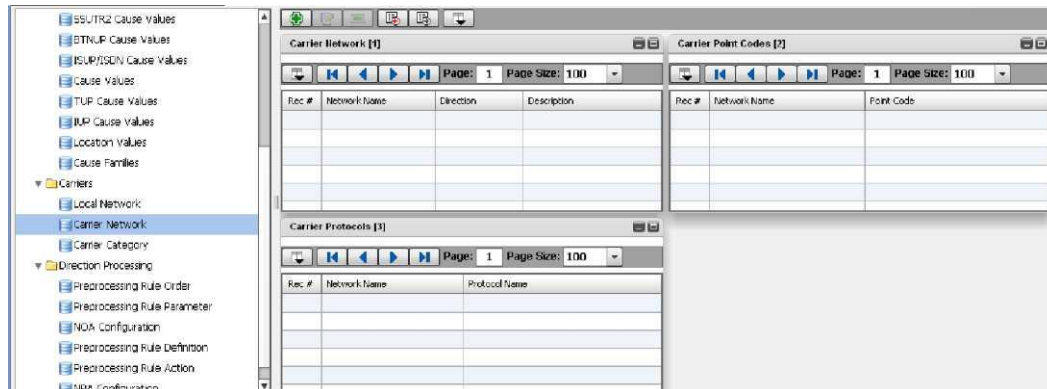 SSUTR2 Cause Values
BTNUP Cause Values
ISUP/ISDN Cause Values
Cause Values
TUP Cause Values
IUP Cause Values
Location Values
Cause Families
Carriers
Local Network
Carrier Network
Carrier Category
Direction Processing
Preprocessing Rule Order
Preprocessing Rule Parameter
NOA Configuration
Preprocessing Rule Definition
Preprocessing Rule Action
NPA Configuration
Carrier Network [1]
Page: 1 Page Size: 100
Rec # Network Name Direction Description
Carrier Point Codes [2]
Page: 1 Page Size: 100
Rec # Network Name Point Code
Carrier Protocols [3]
Page: 1 Page Size: 100
Rec # Network Name Protocol Name